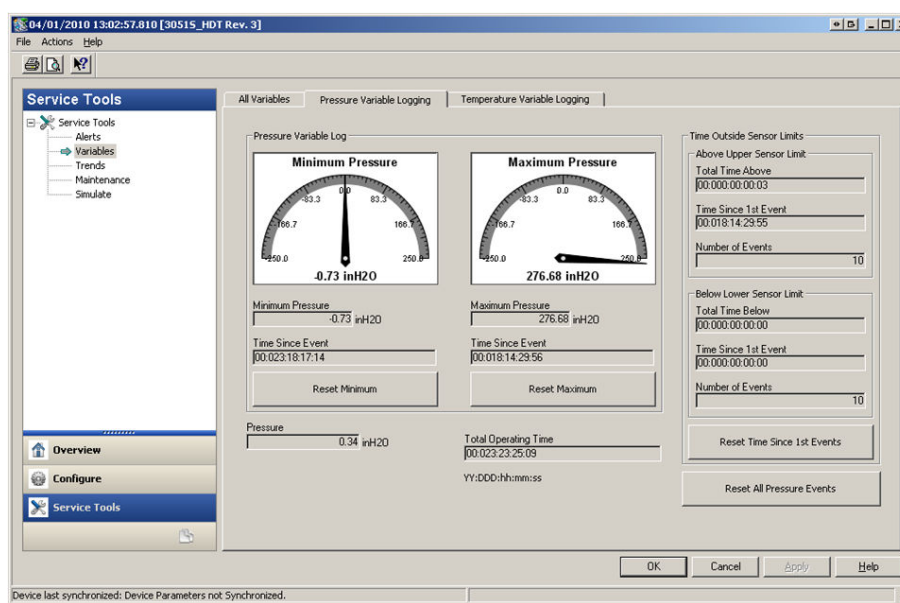 04/01/2010 13:02:57.810 [3051S_HDT Rev. 3]
File Actions Help
Service Tools
Service Tools
Alerts
Variables
Trends
Maintenance
Simulate
Overview
Configure
Service Tools
All Variables Pressure Variable Logging Temperature Variable Logging
Pressure Variable Log
Minimum Pressure
0.0
-83.3 83.3
-166.7 166.7
-250.0 250.0
-0.73 inH2O
Minimum Pressure
-0.73 inH2O
Time Since Event
00:023:18:17:14
Reset Minimum
Maximum Pressure
0.0
-83.3 83.3
-166.7 166.7
-250.0 250.0
276.68 inH2O
Maximum Pressure
276.68 inH2O
Time Since Event
00:018:14:29:56
Reset Maximum
Pressure
0.34 inH2O
Total Operating Time
00:023:23:25:09
YY:DDD:hh:mm:ss
Time Outside Sensor Limits
Above Upper Sensor Limit
Total Time Above
00:000:00:00:03
Time Since 1st Event
00:018:14:29:55
Number of Events
10
Below Lower Sensor Limit
Total Time Below
00:000:00:00:00
Time Since 1st Event
00:000:00:00:00
Number of Events
10
Reset Time Since 1st Events
Reset All Pressure Events
OK Cancel Apply Help
Device last synchronized: Device Parameters not Synchronized.